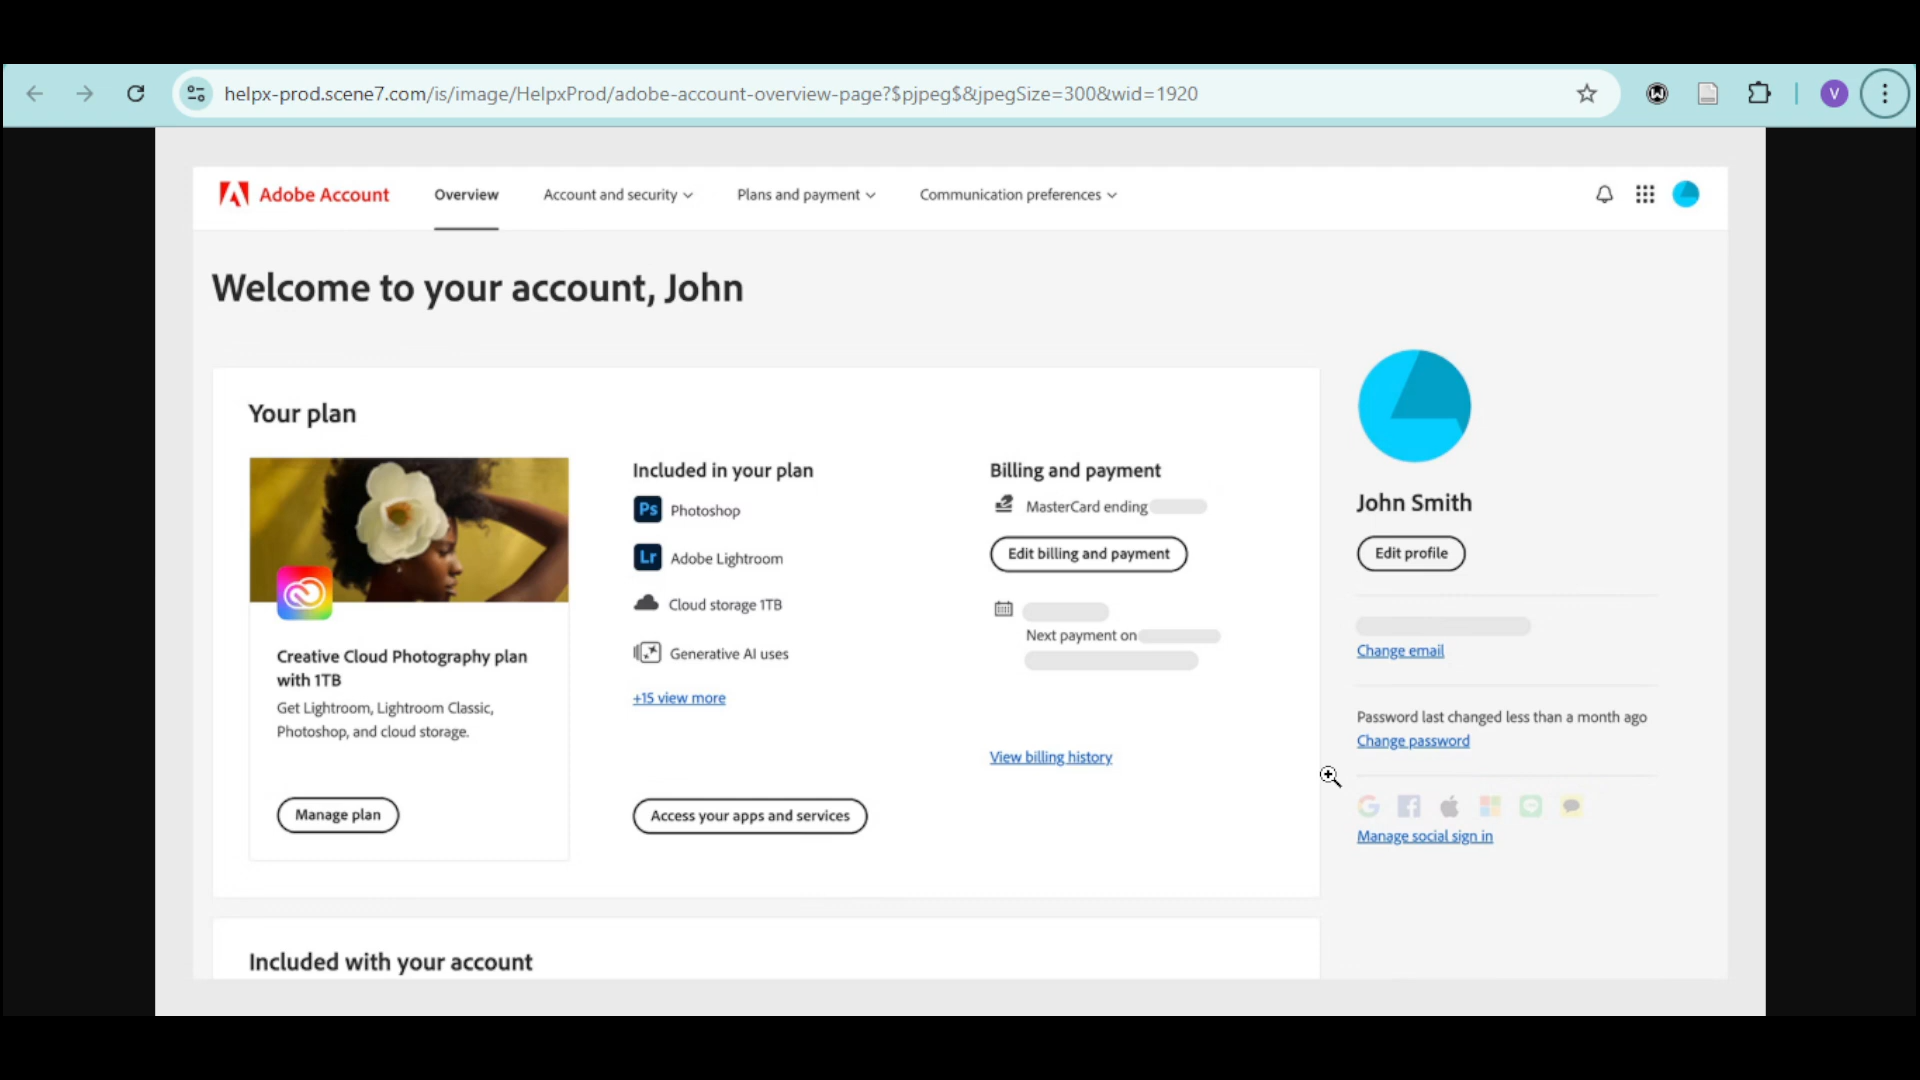 helpx-prod.scene7.com/is/image/HelpxProd/adobe-account-overview-page?$pjpeg$&jpegSize=300&wid=1920
V
Adobe Account
Overview
Account and security
Plans and payment
Communication preferences
Welcome to your account, John
Your plan
Included in your plan
Ps Photoshop
Lr Adobe Lightroom
Cloud storage 1TB
Generative AI uses
+15 view more
Access your apps and services
Creative Cloud Photography plan
with 1TB
Get Lightroom, Lightroom Classic,
Photoshop, and cloud storage.
Manage plan
Billing and payment
MasterCard ending
Edit billing and payment
Next payment on
View billing history
John Smith
Edit profile
Change email
Password last changed less than a month ago
Change password
Manage social sign in
Included with your account